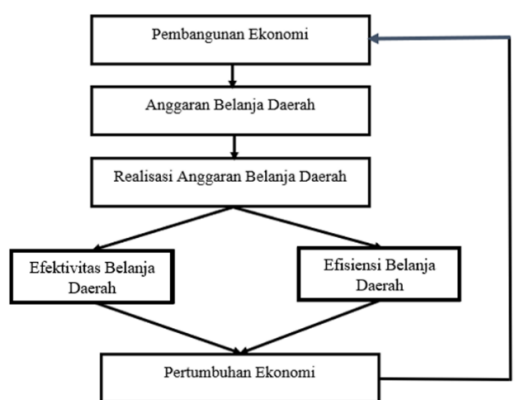 Pembangunan Ekonomi
Anggaran Belanja Daerah
Realisasi Anggaran Belanja Daerah
Efektivitas Belanja
Daerah
Efisiensi Belanja
Daerah
Pertumbuhan Ekonomi